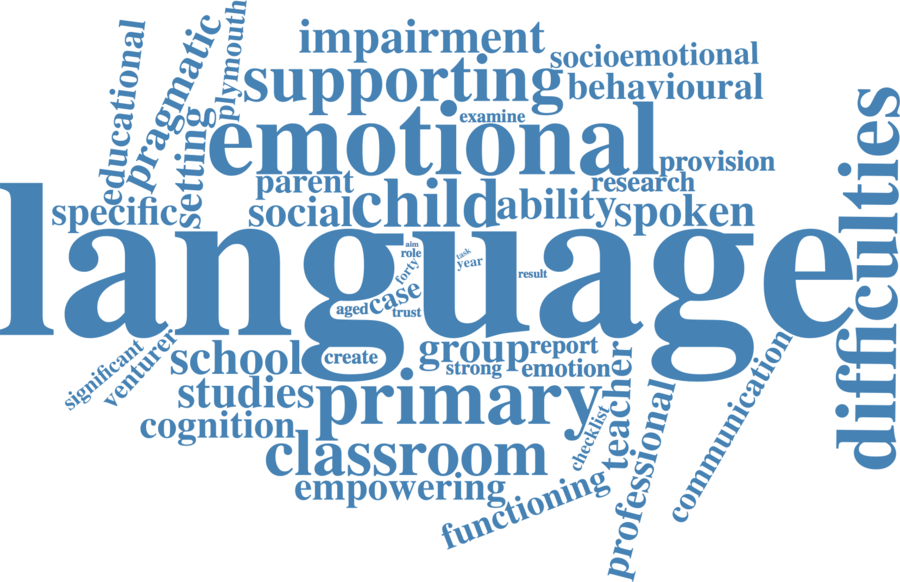 educational
pragmatic
plymouth
setting
impairment
socioemotional
supporting
behavioural
examine
emotional
provision
parent
research
specific
social
child
ability
spoken
difficulties
language
aim
role
forty
task
year
result
aged
case
trust
significant
venturer
school
create
group
report
strong
emotion
studies
primary
teacher
checklist
cognition
communication
professional
classroom
empowering
functioning